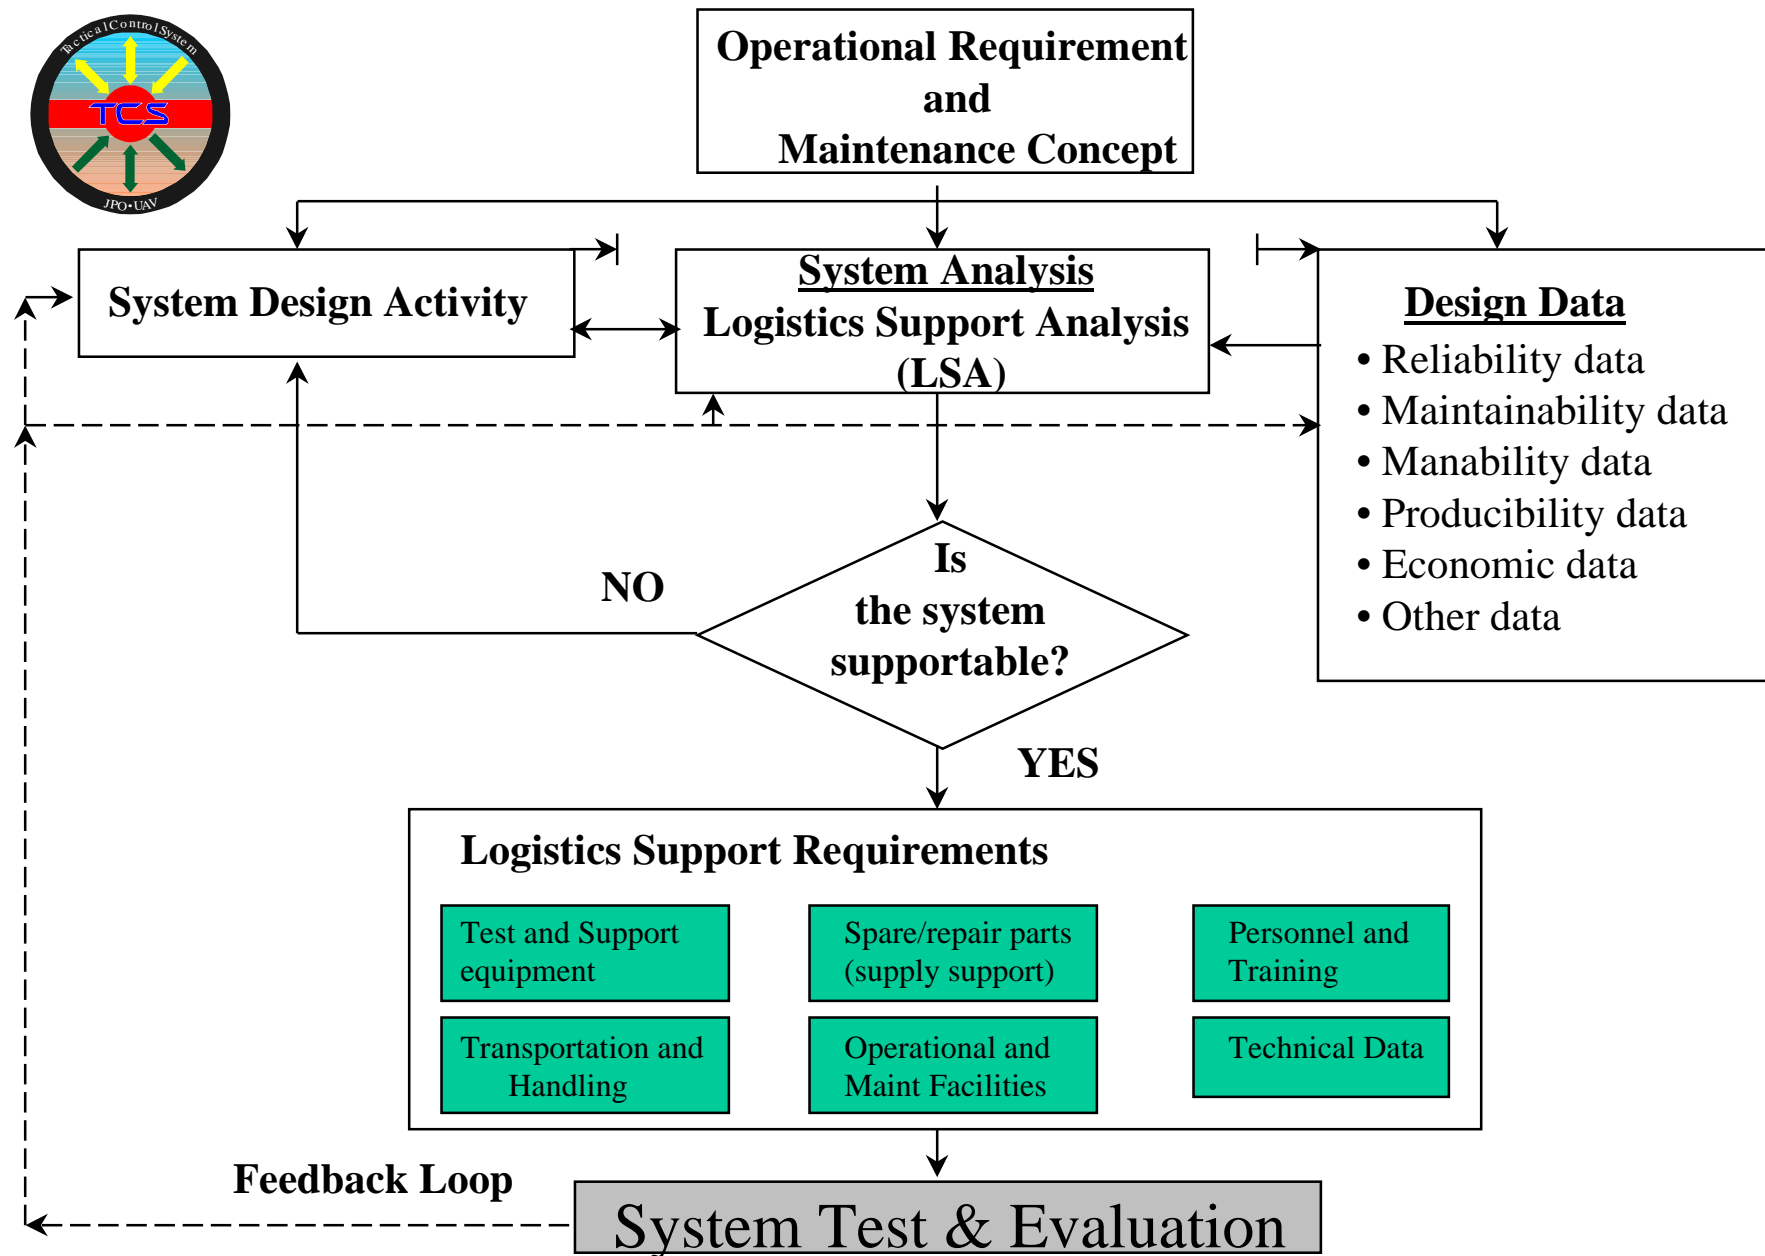 Tactical Control System
TCS
JPO•UAV
Operational Requirement
and
Maintenance Concept
System Design Activity
System Analysis
Logistics Support Analysis
(LSA)
Design Data
• Reliability data
• Maintainability data
• Manability data
• Producibility data
• Economic data
• Other data
NO
Is
the system
supportable?
YES
Logistics Support Requirements
Test and Support
equipment
Spare/repair parts
(supply support)
Personnel and
Training
Transportation and
Handling
Operational and
Maint Facilities
Technical Data
Feedback Loop
System Test & Evaluation